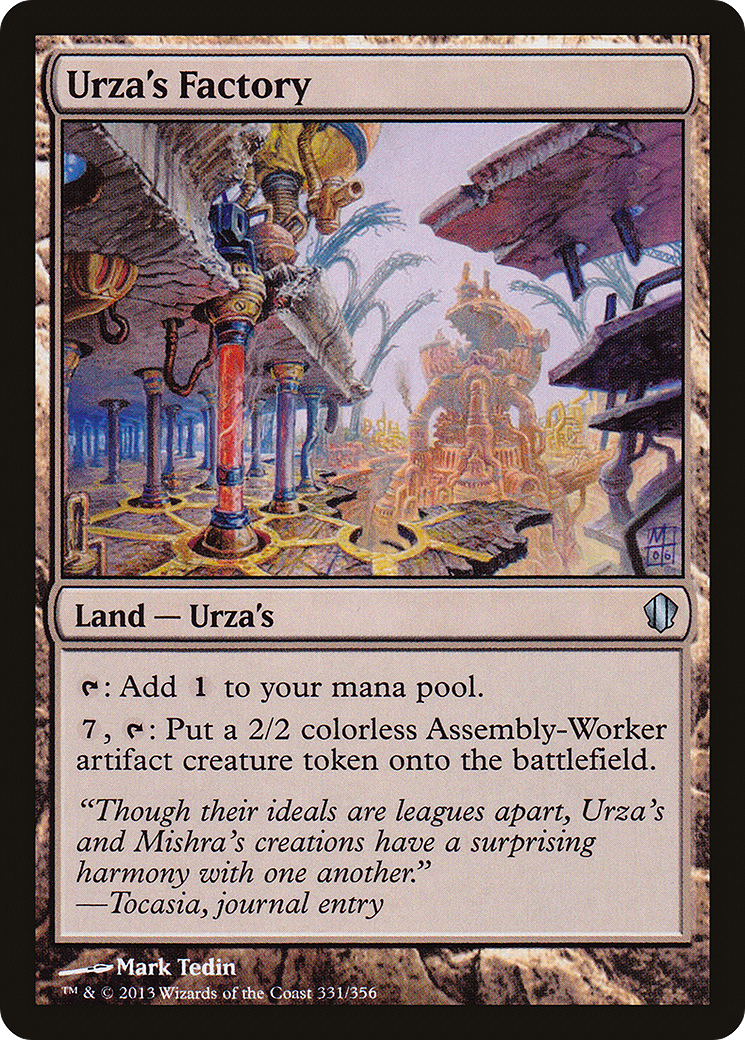 Urza's Factory
M
06
Land — Urza's
: Add 1 to your mana pool.
7, : Put a 2/2 colorless Assembly-Worker
artifact creature token onto the battlefield.
“Though their ideals are leagues apart, Urza's
and Mishra's creations have a surprising
harmony with one another.”
—Tocasia, journal entry
Mark Tedin
™ & © 2013 Wizards of the Coast 331/356